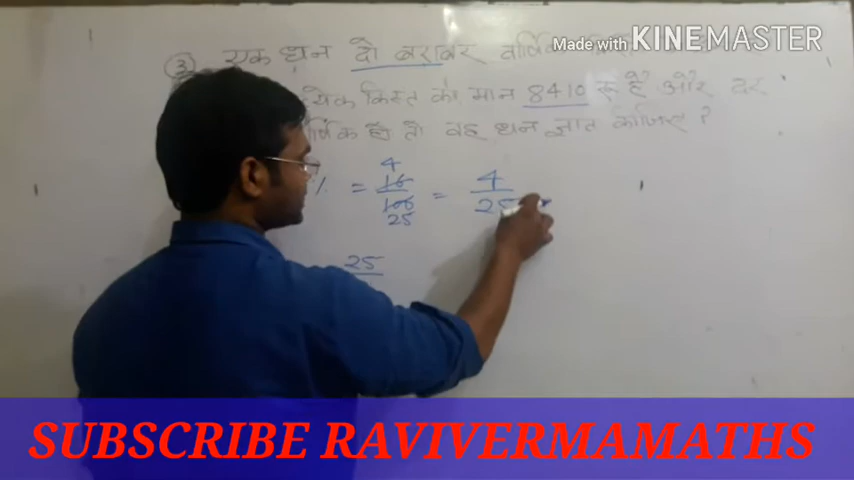 Made with KINEMASTER
③ एक धन दो बराबर वार्षिक
किस्त का मान 8410 रू है और दर
हो तो वह धन ज्ञात कीजिए ?
% = 16/100 = 4/25
4
25
25
SUBSCRIBE RAVIVERMAMATHS